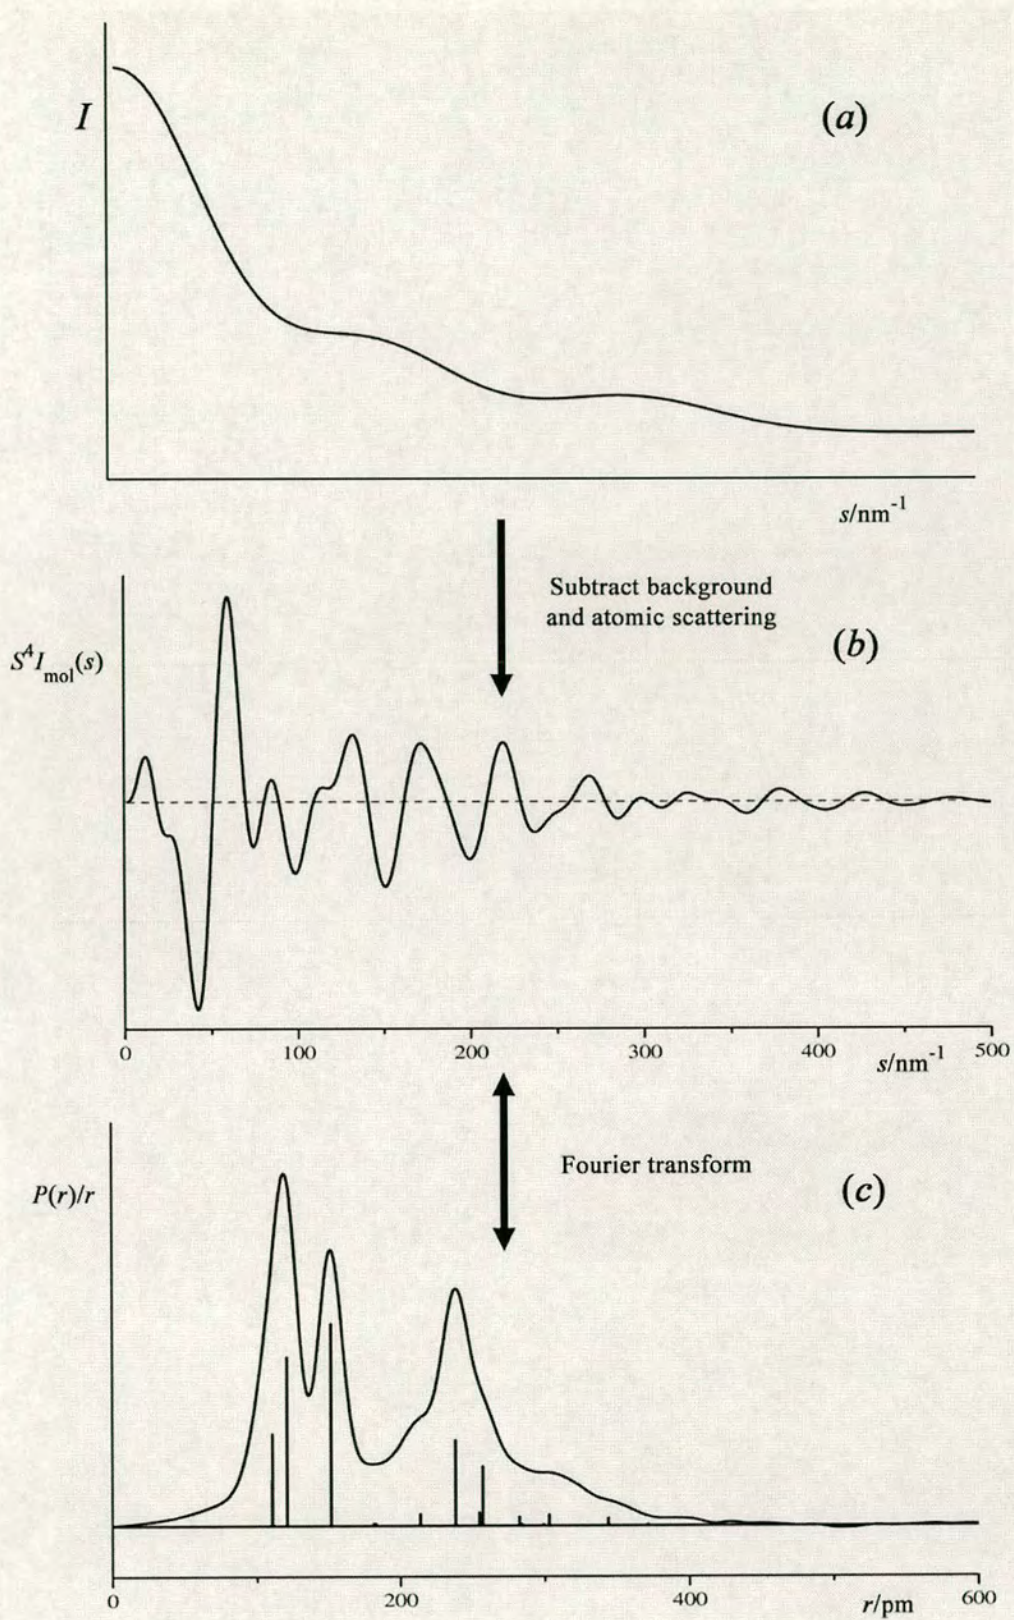 I
(a)
s/nm⁻¹
Subtract background
and atomic scattering
S⁴I_mol(s)
(b)
0 100 200 300 400 500
s/nm⁻¹
Fourier transform
P(r)/r
(c)
0 200 400 600
r/pm